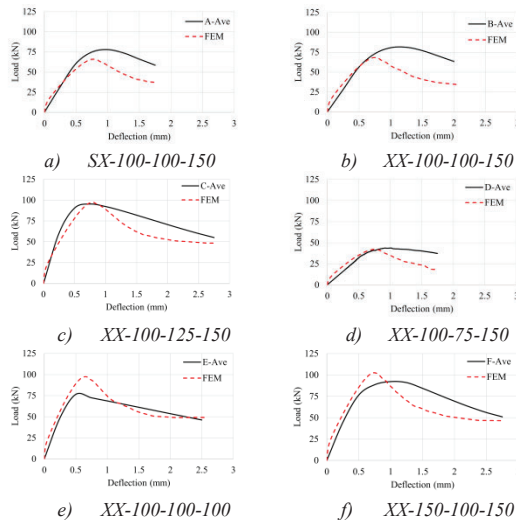 125
100
75
50
25
0
Load (kN)
0 0.5 1 1.5 2 2.5 3
Deflection (mm)
A-Ave
FEM
a) SX-100-100-150
125
100
75
50
25
0
Load (kN)
0 0.5 1 1.5 2 2.5 3
Deflection (mm)
B-Ave
FEM
b) XX-100-100-150
125
100
75
50
25
0
Load (kN)
0 0.5 1 1.5 2 2.5 3
Deflection (mm)
C-Ave
FEM
c) XX-100-125-150
125
100
75
50
25
0
Load (kN)
0 0.5 1 1.5 2 2.5 3
Deflection (mm)
D-Ave
FEM
d) XX-100-75-150
125
100
75
50
25
0
Load (kN)
0 0.5 1 1.5 2 2.5 3
Deflection (mm)
E-Ave
FEM
e) XX-100-100-100
125
100
75
50
25
0
Load (kN)
0 0.5 1 1.5 2 2.5 3
Deflection (mm)
F-Ave
FEM
f) XX-150-100-150